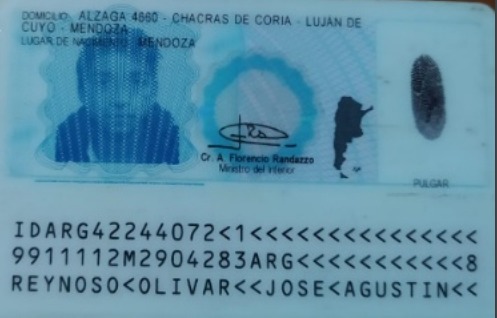 DOMICILIO: ALZAGA 4660 - CHACRAS DE CORIA - LUJAN DE
CUYO - MENDOZA
LUGAR DE NACIMIENTO: MENDOZA
Cr. A. Florencio Randazzo
Ministro del Interior
PULGAR
IDARG42244072<1<<<<<<<<<<<<<<<
9911112M2904283ARG<<<<<<<<<<<8
REYNOSO<OLIVAR<<JOSE<AGUSTIN<<